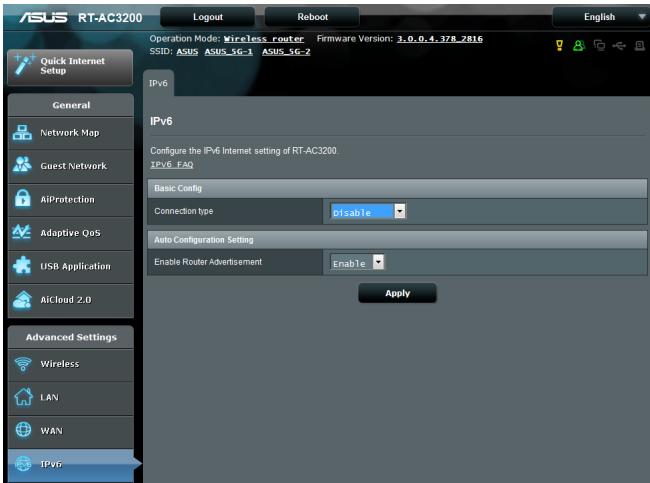 ASUS RT-AC3200 Logout Reboot English
Operation Mode: Wireless router Firmware Version: 3.0.0.4.378_2816
SSID: ASUS ASUS_5G-1 ASUS_5G-2
Quick Internet
Setup
General
Network Map
Guest Network
AiProtection
Adaptive QoS
USB Application
AiCloud 2.0
Advanced Settings
Wireless
LAN
WAN
IPv6
IPv6
IPv6
Configure the IPv6 Internet setting of RT-AC3200.
IPv6 FAQ
Basic Config
Connection type Disable
Auto Configuration Setting
Enable Router Advertisement Enable
Apply